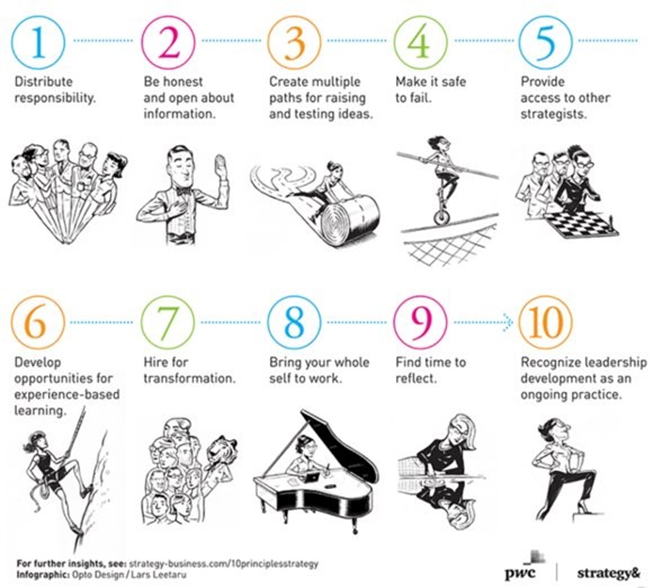 1
2
3
4
5
Distribute
responsibility.
Be honest
and open about
information.
Create multiple
paths for raising
and testing ideas.
Make it safe
to fail.
Provide
access to other
strategists.
6
7
8
9
10
Develop
opportunities for
experience-based
learning.
Hire for
transformation.
Bring your whole
self to work.
Find time to
reflect.
Recognize leadership
development as an
ongoing practice.
For further insights, see: strategy-business.com/10principlesstrategy
Infographic: Opto Design / Lars Leetaru
pwc
strategy&